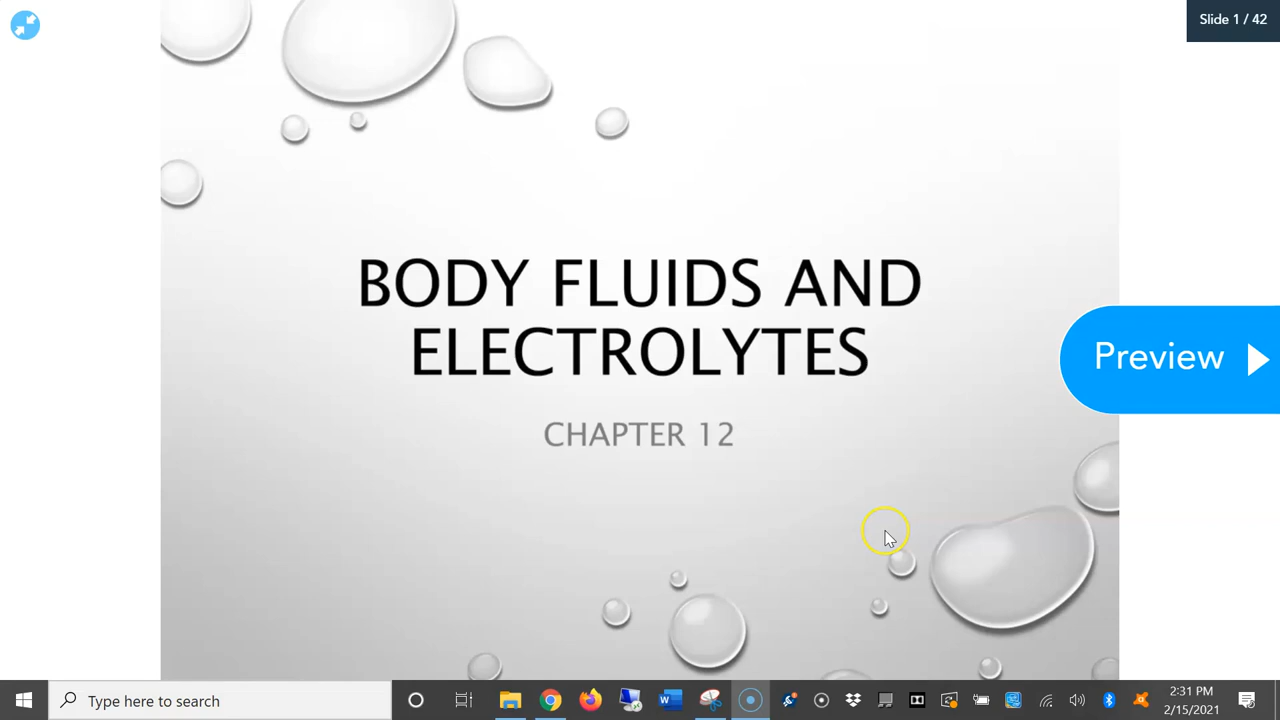 Slide 1 / 42
BODY FLUIDS AND
ELECTROLYTES
CHAPTER 12
Preview
Type here to search
2:31 PM
2/15/2021